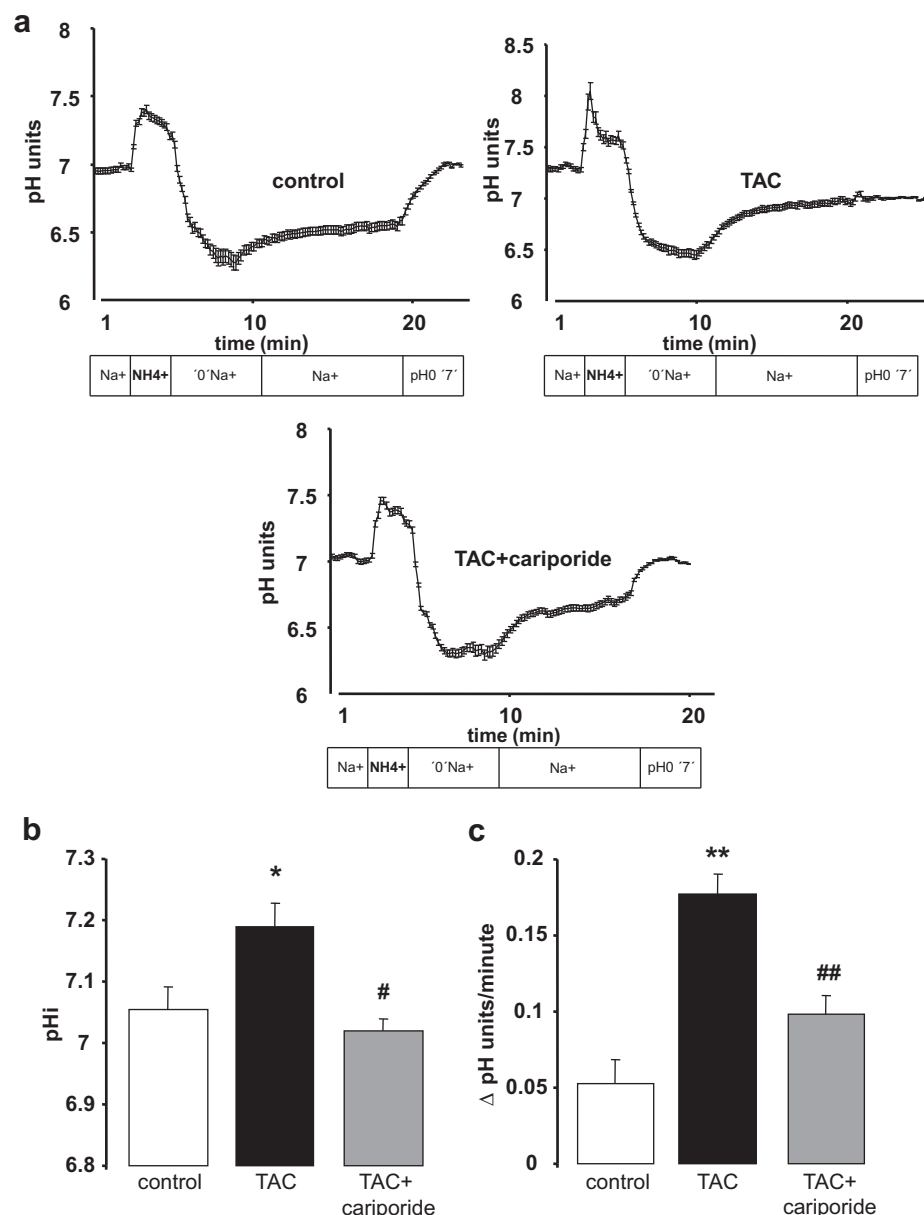 a
7.5
8
7
6.5
6
pH units
control
1
10
20
time (min)
Na+
NH4+
´0´Na+
Na+
pH0 ´7´
8.5
8
7.5
7
6.5
6
pH units
TAC
1
10
20
time (min)
Na+
NH4+
´0´Na+
Na+
pH0 ´7´
8
7.5
7
6.5
6
pH units
TAC+cariporide
1
10
20
time (min)
Na+
NH4+
´0´Na+
Na+
pH0 ´7´
b
7.3
7.2
7.1
7
6.9
6.8
pHi
*
#
control
TAC
TAC+
cariporide
c
0.2
0.15
0.1
0.05
0
Δ pH units/minute
**
##
control
TAC
TAC+
cariporide